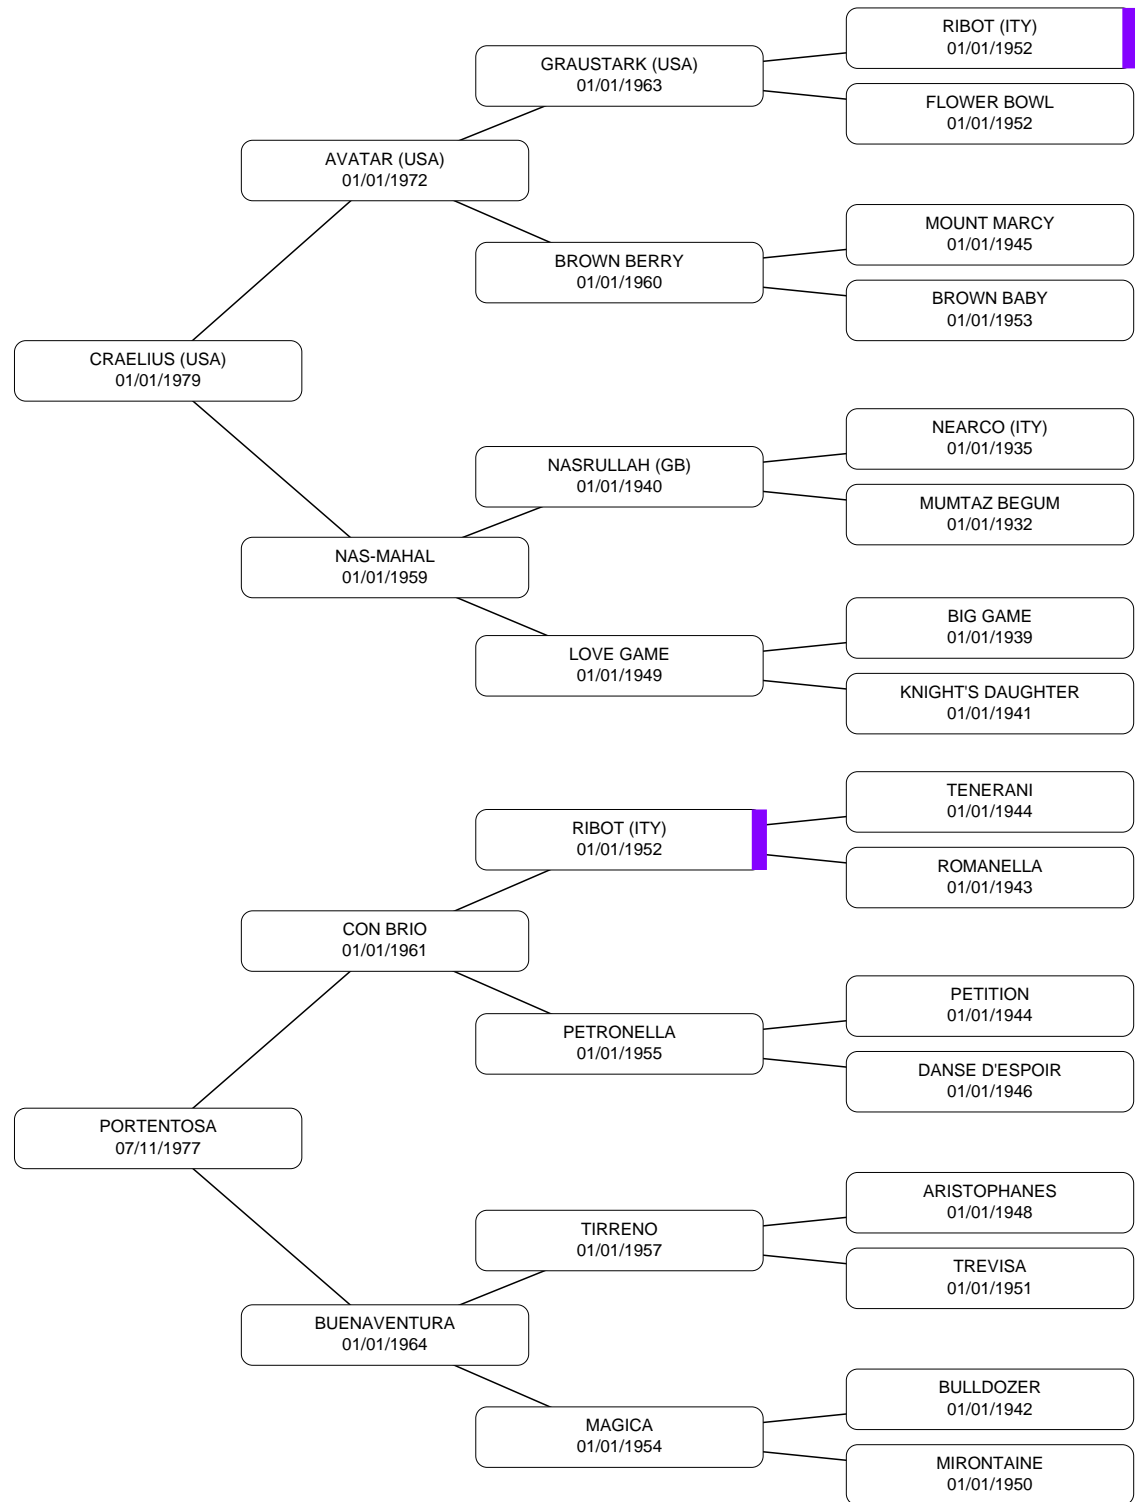 RIBOT (ITY)
01/01/1952
GRAUSTARK (USA)
01/01/1963
FLOWER BOWL
01/01/1952
AVATAR (USA)
01/01/1972
MOUNT MARCY
01/01/1945
BROWN BERRY
01/01/1960
BROWN BABY
01/01/1953
CRAELIUS (USA)
01/01/1979
NEARCO (ITY)
01/01/1935
NASRULLAH (GB)
01/01/1940
MUMTAZ BEGUM
01/01/1932
NAS-MAHAL
01/01/1959
BIG GAME
01/01/1939
LOVE GAME
01/01/1949
KNIGHT'S DAUGHTER
01/01/1941
TENERANI
01/01/1944
RIBOT (ITY)
01/01/1952
ROMANELLA
01/01/1943
CON BRIO
01/01/1961
PETITION
01/01/1944
PETRONELLA
01/01/1955
DANSE D'ESPOIR
01/01/1946
PORTENTOSA
07/11/1977
ARISTOPHANES
01/01/1948
TIRRENO
01/01/1957
TREVISA
01/01/1951
BUENAVENTURA
01/01/1964
BULLDOZER
01/01/1942
MAGICA
01/01/1954
MIRONTAINE
01/01/1950